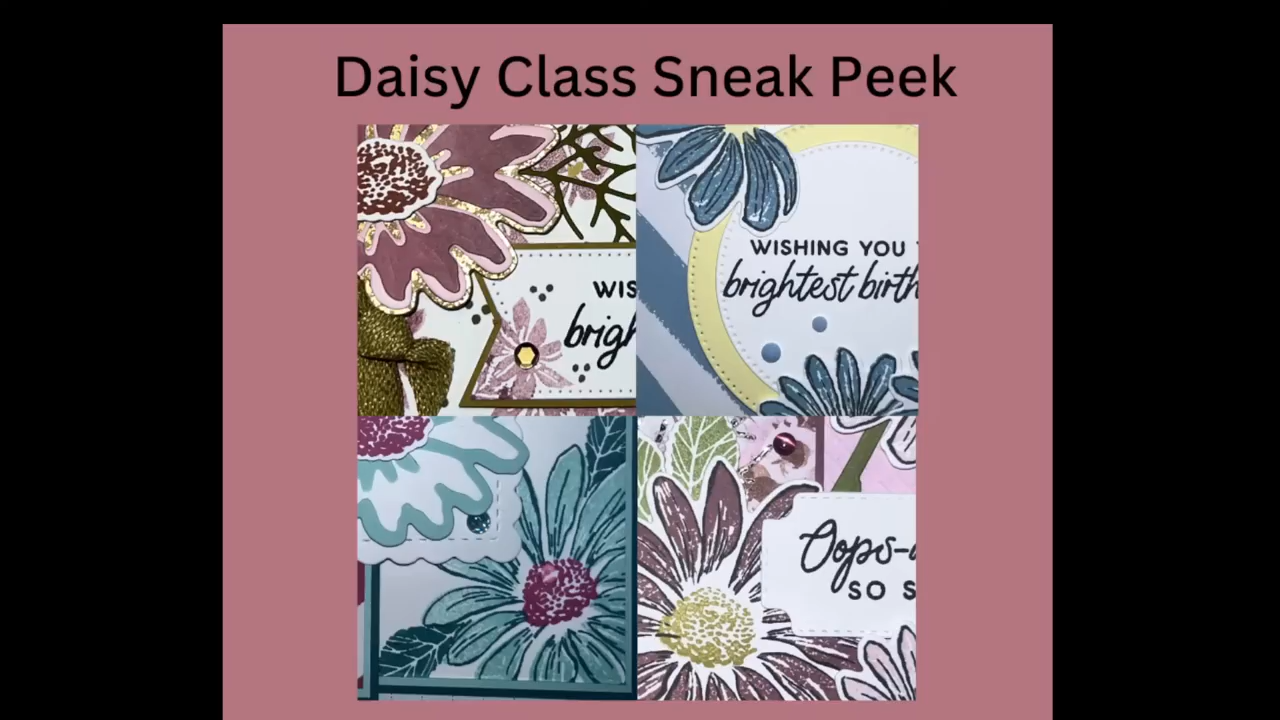 Daisy Class Sneak Peek
WIS
brigh
WISHING YOU
brightest birth
Oops-
SO S